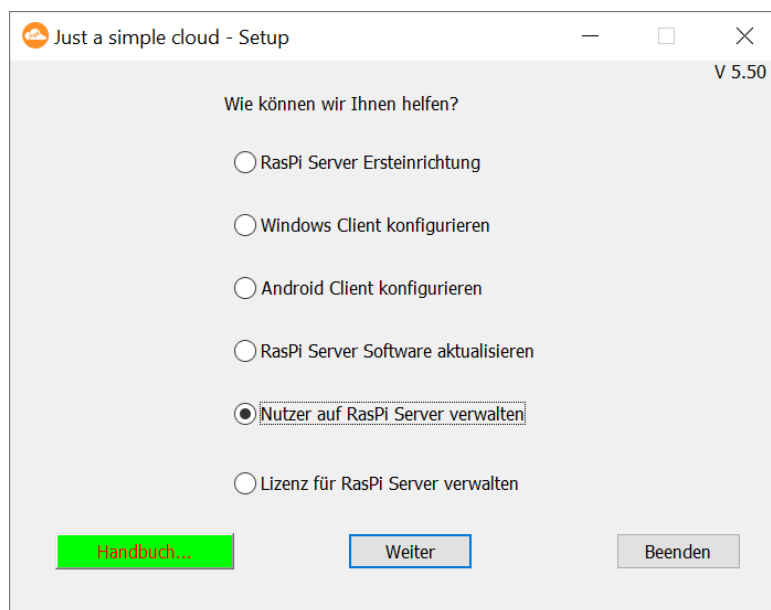 Just a simple cloud - Setup
V 5.50
Wie können wir Ihnen helfen?
RasPi Server Ersteinrichtung
Windows Client konfigurieren
Android Client konfigurieren
RasPi Server Software aktualisieren
Nutzer auf RasPi Server verwalten
Lizenz für RasPi Server verwalten
Handbuch... Weiter Beenden